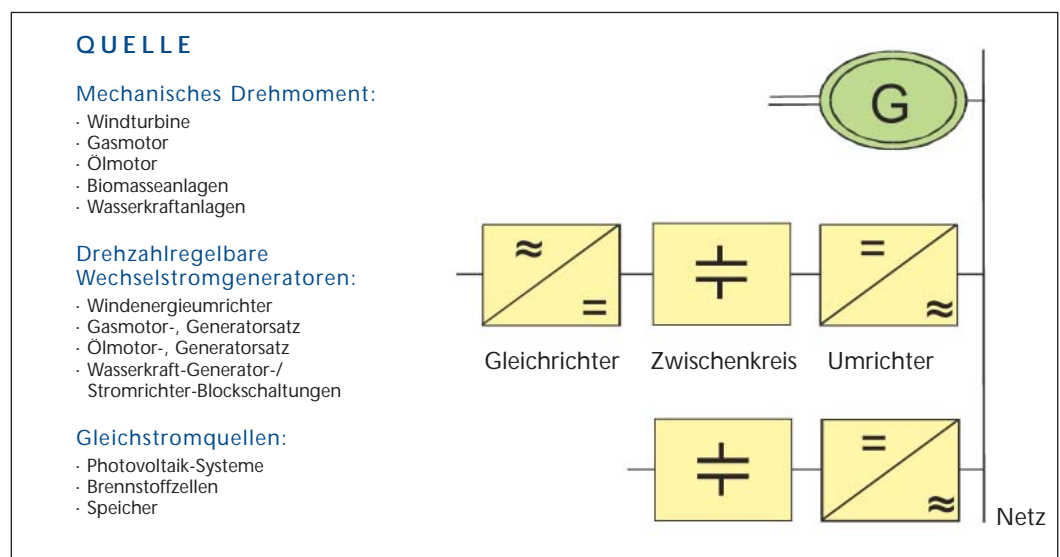 QUELLE
Mechanisches Drehmoment:
· Windturbine
· Gasmotor
· Ölmotor
· Biomasseanlagen
· Wasserkraftanlagen
Drehzahlregelbare
Wechselstromgeneratoren:
· Windenergieumrichter
· Gasmotor-, Generatorsatz
· Ölmotor-, Generatorsatz
· Wasserkraft-Generator-/
Stromrichter-Blockschaltungen
Gleichstromquellen:
· Photovoltaik-Systeme
· Brennstoffzellen
· Speicher
G
≈
=
=
≈
Gleichrichter Zwischenkreis Umrichter
=
≈
Netz